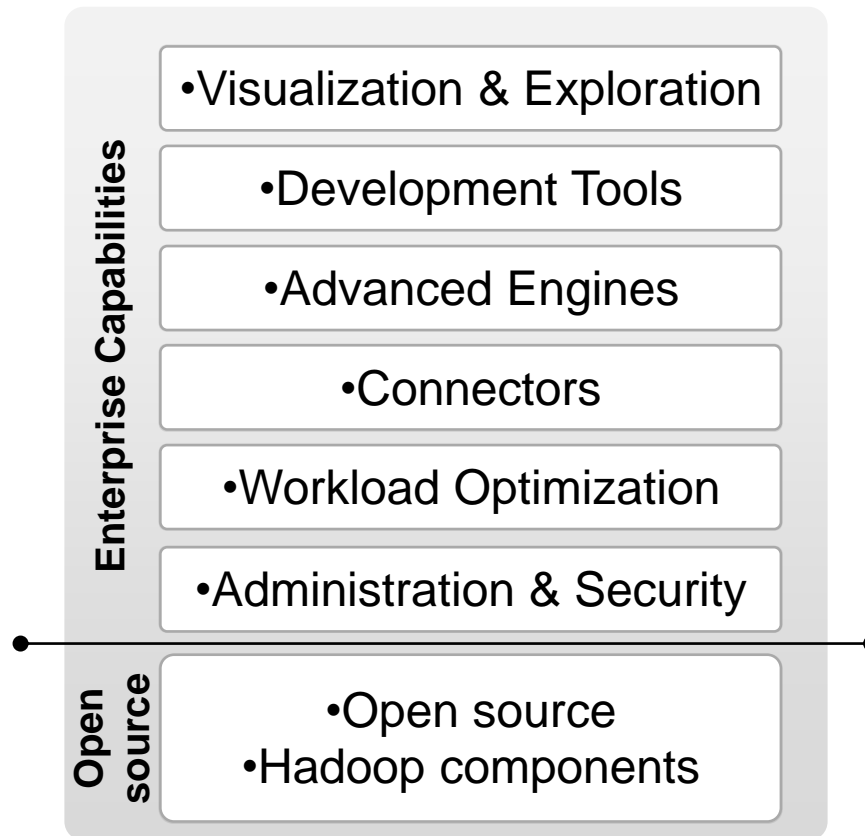 •Visualization & Exploration
•Development Tools
•Advanced Engines
•Connectors
•Workload Optimization
•Administration & Security
Enterprise Capabilities
•Open source
•Hadoop components
Open
source